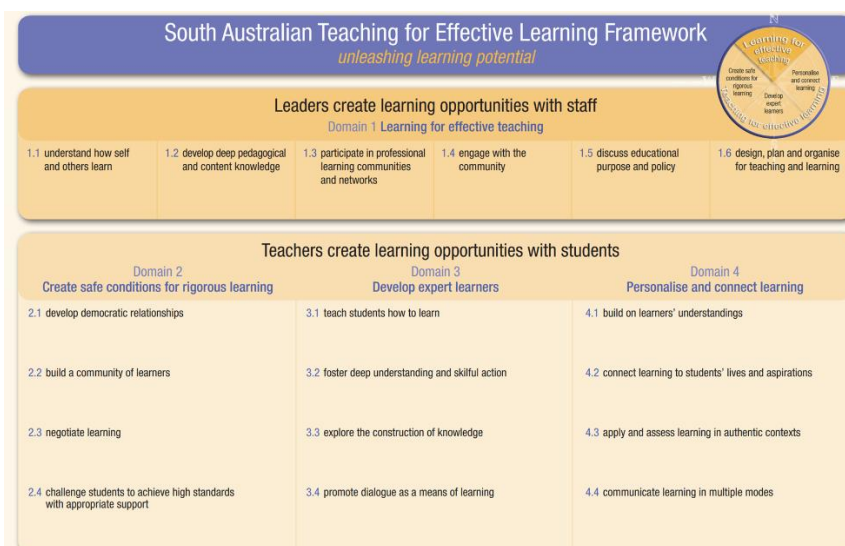 South Australian Teaching for Effective Learning Framework
unleashing learning potential
N
Learning for
effective
teaching
Create safe
conditions for
rigorous
learning
Personalise
and connect
learning
Develop
expert
learners
Teaching for effective learning
Leaders create learning opportunities with staff
Domain 1 Learning for effective teaching
1.1 understand how self
and others learn
1.2 develop deep pedagogical
and content knowledge
1.3 participate in professional
learning communities
and networks
1.4 engage with the
community
1.5 discuss educational
purpose and policy
1.6 design, plan and organise
for teaching and learning
Teachers create learning opportunities with students
Domain 2
Create safe conditions for rigorous learning
2.1 develop democratic relationships
2.2 build a community of learners
2.3 negotiate learning
2.4 challenge students to achieve high standards
with appropriate support
Domain 3
Develop expert learners
3.1 teach students how to learn
3.2 foster deep understanding and skilful action
3.3 explore the construction of knowledge
3.4 promote dialogue as a means of learning
Domain 4
Personalise and connect learning
4.1 build on learners' understandings
4.2 connect learning to students' lives and aspirations
4.3 apply and assess learning in authentic contexts
4.4 communicate learning in multiple modes